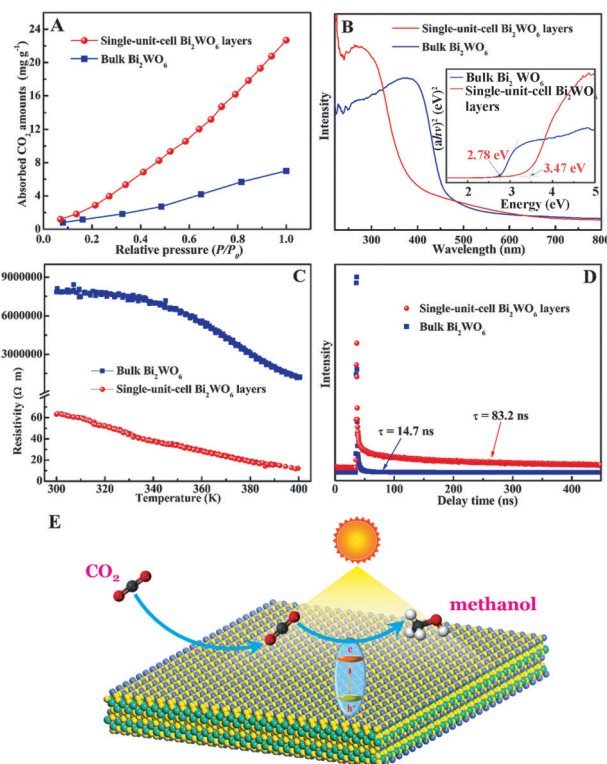 A
24
20
16
12
8
4
0
Absorbed CO₂ amounts (mg g⁻¹)
Single-unit-cell Bi₂WO₆ layers
Bulk Bi₂WO₆
0.0 0.2 0.4 0.6 0.8 1.0
Relative pressure (P/P₀)
B
Intensity
Single-unit-cell Bi₂WO₆ layers
Bulk Bi₂WO₆
(ahv)² (eV)²
Bulk Bi₂ WO₆
Single-unit-cell Bi₂WO₆
layers
2.78 eV
3.47 eV
2 3 4 5
Energy (eV)
300 400 500 600 700 800
Wavelength (nm)
C
9000000
6000000
3000000
60
40
20
0
Resistivity (Ω m)
Bulk Bi₂WO₆
Single-unit-cell Bi₂WO₆ layers
300 320 340 360 380 400
Temperature (K)
D
Intensity
Single-unit-cell Bi₂WO₆ layers
Bulk Bi₂WO₆
τ = 83.2 ns
τ = 14.7 ns
0 100 200 300 400
Delay time (ns)
E
CO₂
methanol
e
h⁺